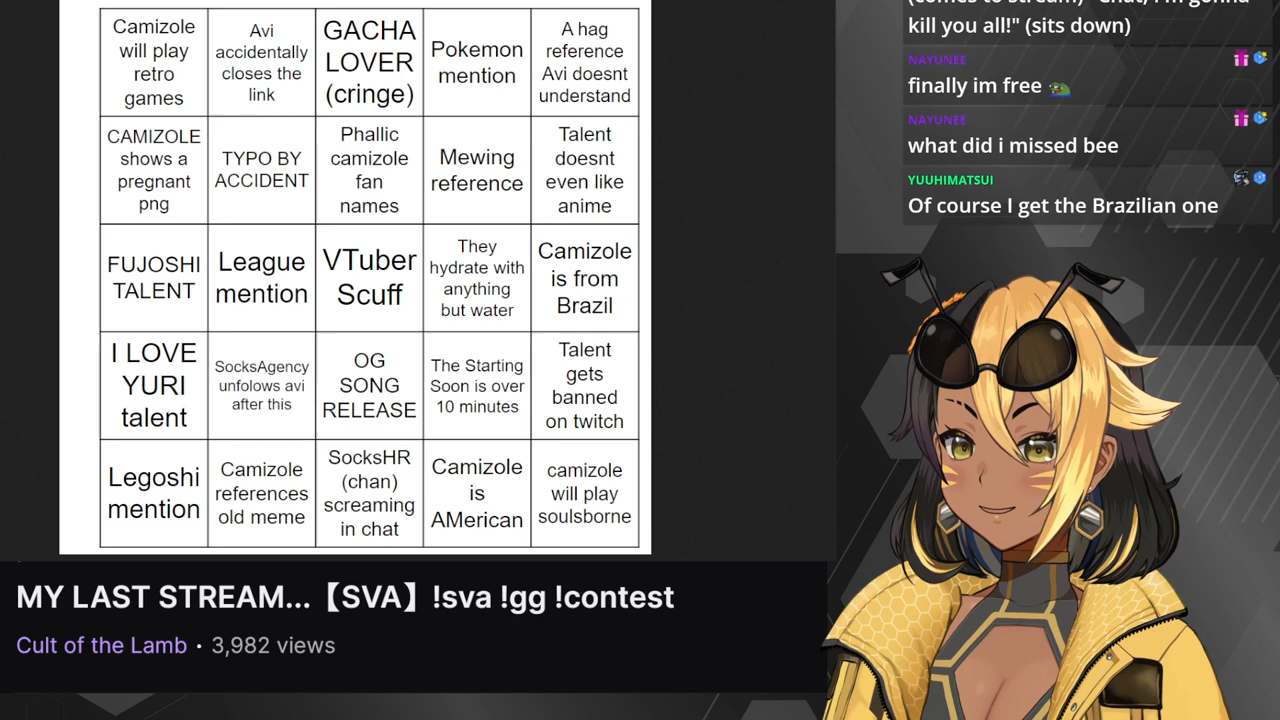 Camizole
will play
retro
games
Avi
accidentally
closes the
link
GACHA
LOVER
(cringe)
Pokemon
mention
A hag
reference
Avi doesnt
understand
CAMIZOLE
shows a
pregnant
png
TYPO BY
ACCIDENT
Phallic
camizole
fan
names
Mewing
reference
Talent
doesnt
even like
anime
FUJOSHI
TALENT
League
mention
VTuber
Scuff
They
hydrate with
anything
but water
Camizole
is from
Brazil
I LOVE
YURI
talent
SocksAgency
unfolows avi
after this
OG
SONG
RELEASE
The Starting
Soon is over
10 minutes
Talent
gets
banned
on twitch
Legoshi
mention
Camizole
references
old meme
SocksHR
(chan)
screaming
in chat
Camizole
is
AMerican
camizole
will play
soulsborne
MY LAST STREAM...【SVA】!sva !gg !contest
Cult of the Lamb • 3,982 views
(comes to stream) "Chat, I'm gonna
kill you all!" (sits down)
NAYUNEE
finally im free
NAYUNEE
what did i missed bee
YUUHIMATSUI
Of course I get the Brazilian one